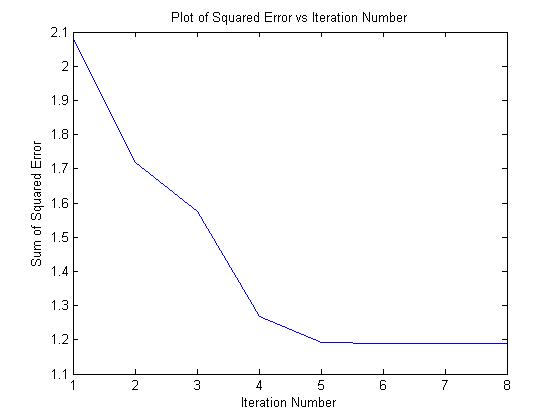 Plot of Squared Error vs Iteration Number
2.1
2
1.9
1.8
1.7
1.6
1.5
1.4
1.3
1.2
1.1
Sum of Squared Error
1 2 3 4 5 6 7 8
Iteration Number